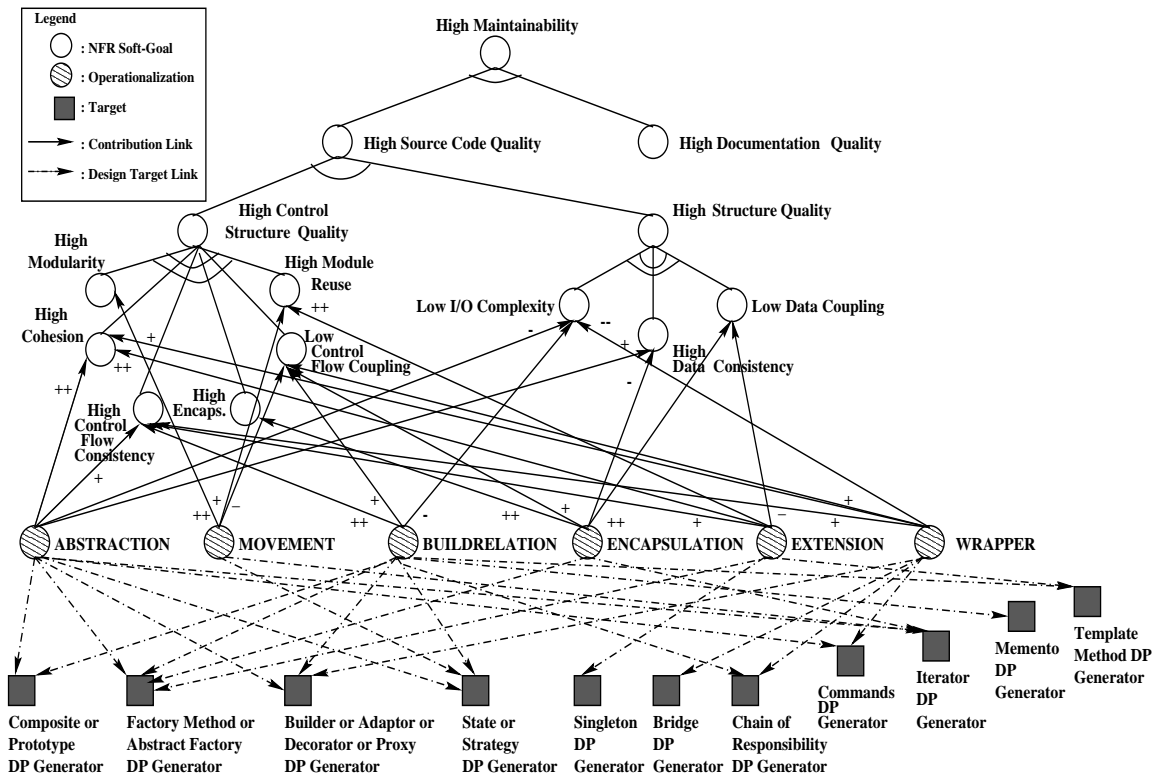 Legend
: NFR Soft-Goal
: Operationalization
: Target
: Contribution Link
: Design Target Link
High Maintainability
High Source Code Quality
High Documentation Quality
High Control
Structure Quality
High Structure Quality
High
Modularity
High Module
Reuse
++
Low I/O Complexity
Low Data Coupling
High
Cohesion
+
++
++
Low
Control
Flow Coupling
-
--
+
-
High
Data Consistency
High
Control
Flow
Consistency
High
Encaps.
+
+
++
–
+
++
-
++
+
++
+
–
+
+
ABSTRACTION
MOVEMENT
BUILDRELATION
ENCAPSULATION
EXTENSION
WRAPPER
Composite or
Prototype
DP Generator
Factory Method or
Abstract Factory
DP Generator
Builder or Adaptor or
Decorator or Proxy
DP Generator
State or
Strategy
DP Generator
Singleton
DP
Generator
Bridge
DP
Generator
Chain of
Responsibility
DP Generator
Commands
DP
Generator
Iterator
DP
Generator
Memento
DP
Generator
Template
Method DP
Generator